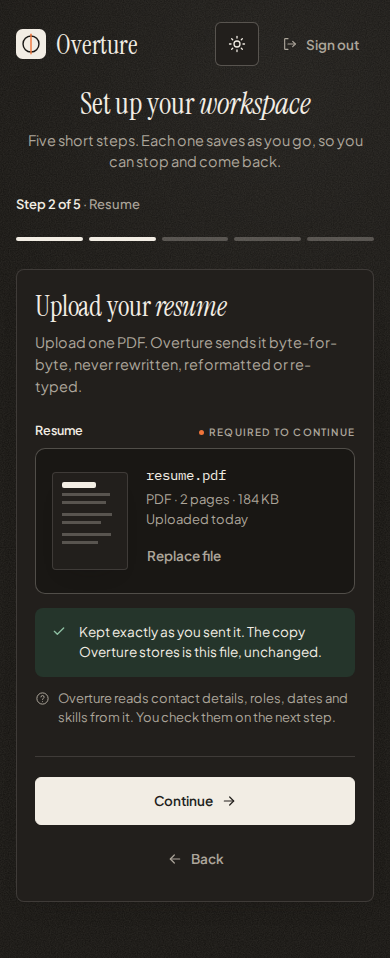 Overture
Sign out
Set up your workspace
Five short steps. Each one saves as you go, so you
can stop and come back.
Step 2 of 5 · Resume
Upload your resume
Upload one PDF. Overture sends it byte-for-
byte, never rewritten, reformatted or re-
typed.
Resume
REQUIRED TO CONTINUE
resume.pdf
PDF · 2 pages · 184 KB
Uploaded today
Replace file
Kept exactly as you sent it. The copy
Overture stores is this file, unchanged.
Overture reads contact details, roles, dates and
skills from it. You check them on the next step.
Continue
Back